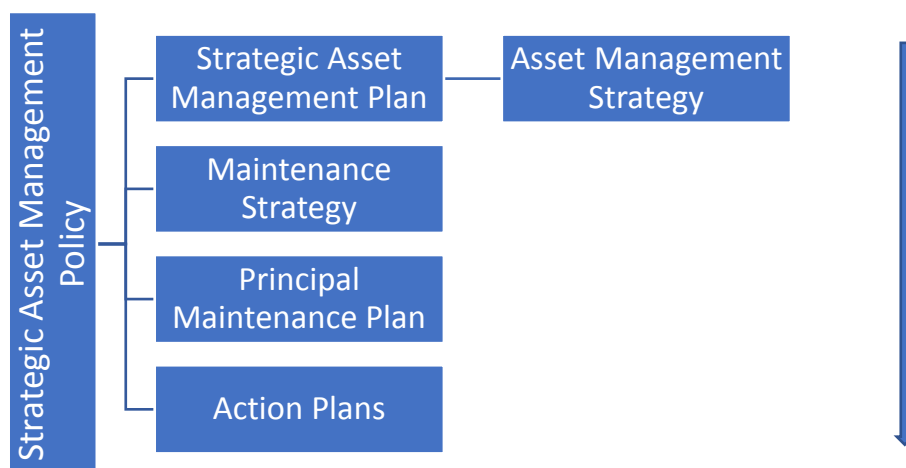 Strategic Asset Management
Policy
Strategic Asset
Management Plan
Asset Management
Strategy
Maintenance
Strategy
Principal
Maintenance Plan
Action Plans